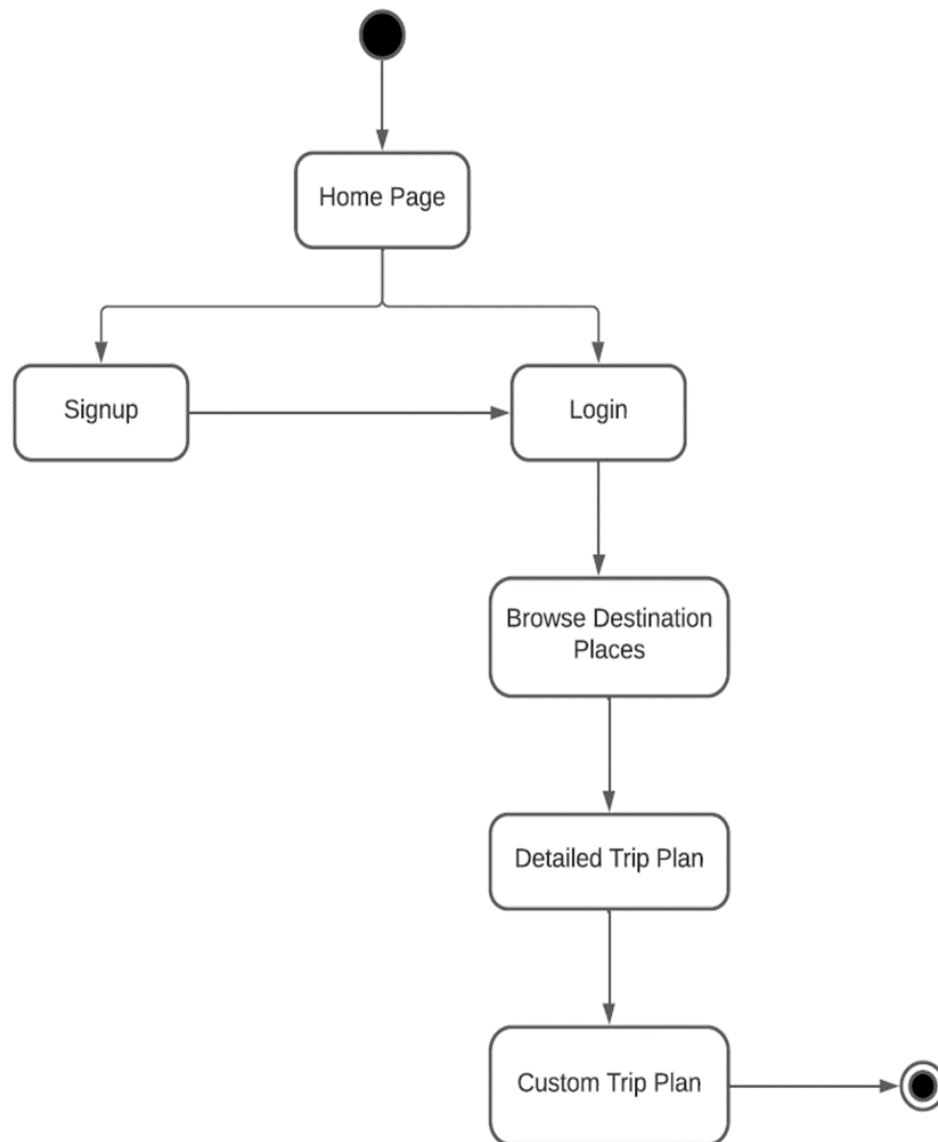 Home Page
Signup
Login
Browse Destination
Places
Detailed Trip Plan
Custom Trip Plan